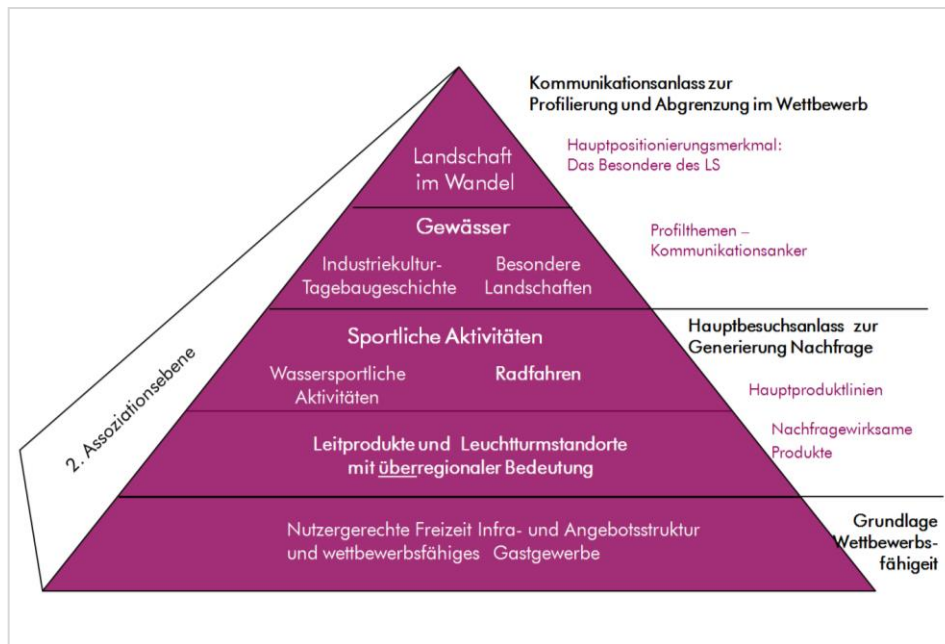 Kommunikationsanlass zur
Profilierung und Abgrenzung im Wettbewerb
Hauptpositionierungsmerkmal:
Das Besondere des LS
Landschaft
im Wandel
Gewässer
Profilthemen –
Kommunikationsanker
Industriekultur-
Tagebaugeschichte
Besondere
Landschaften
Hauptbesuchsanlass zur
Generierung Nachfrage
Sportliche Aktivitäten
Wassersportliche
Aktivitäten
Radfahren
Hauptproduktlinien
2. Assoziationsebene
Nachfragewirksame
Produkte
Leitprodukte und Leuchtturmstandorte
mit überregionaler Bedeutung
Nutzergerechte Freizeit Infra- und Angebotsstruktur
und wettbewerbsfähiges Gastgewerbe
Grundlage
Wettbewerbs-
fähigeit